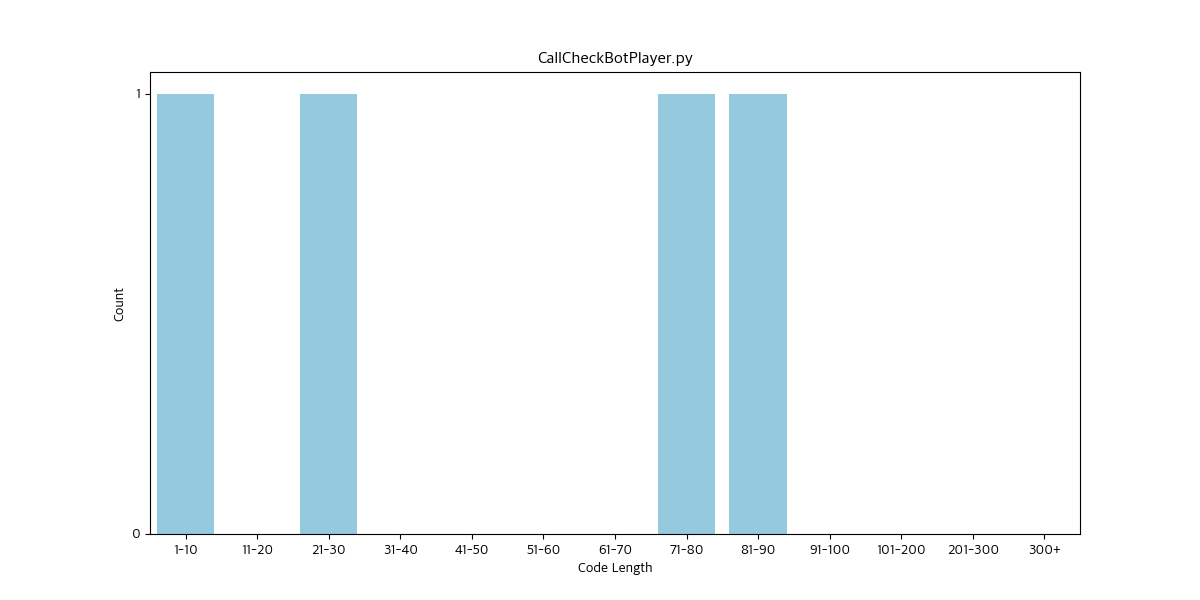 CallCheckBotPlayer.py
1
Count
0
1-10 11-20 21-30 31-40 41-50 51-60 61-70 71-80 81-90 91-100 101-200 201-300 300+
Code Length